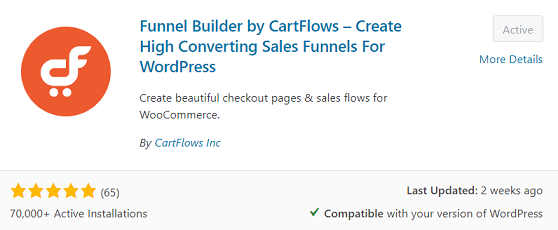 Funnel Builder by CartFlows – Create
High Converting Sales Funnels For
WordPress
Active
More Details
Create beautiful checkout pages & sales flows for
WooCommerce.
By CartFlows Inc
(65)
Last Updated: 2 weeks ago
70,000+ Active Installations
Compatible with your version of WordPress